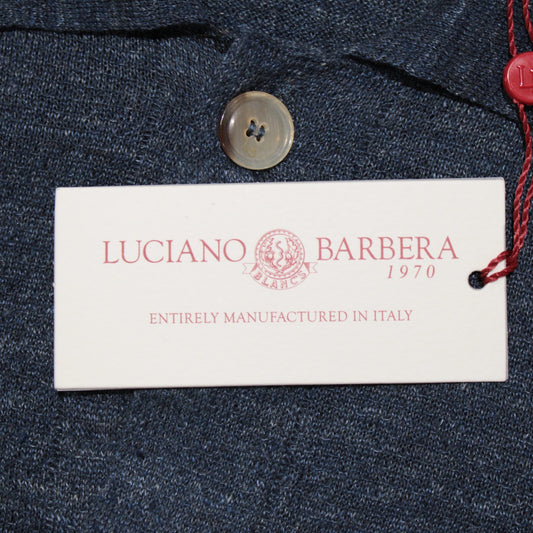 LUCIANO BARBERA
1970
BLANCS
ENTIRELY MANUFACTURED IN ITALY